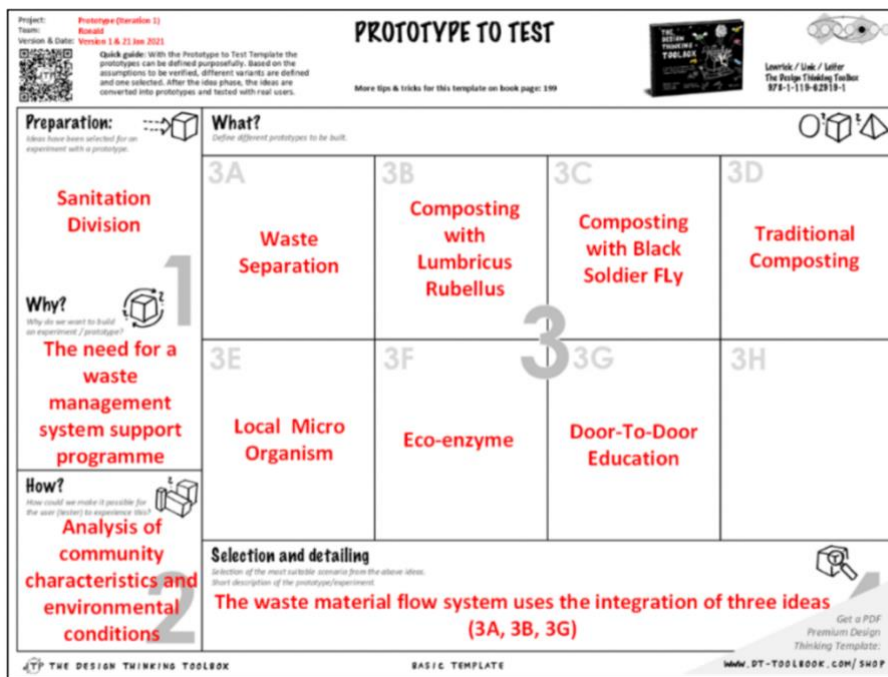 Project: Prototype (Iteration 1)
Team: Ronald
Version & Date: Version 1 & 21 Jan 2021
Quick guide: With the Prototype to Test Template the
prototypes can be defined purposefully. Based on the
assumptions to be verified, different variants are defined
and one selected. After the idea phase, the ideas are
converted into prototypes and tested with real users.
PROTOTYPE TO TEST
More tips & tricks for this template on book page: 199
THE
DESIGN
THINKING
TOOLBOX
Lewrick / Link / Leifer
The Design Thinking Toolbox
978-1-119-62919-1
Preparation:
Ideas have been selected for an
experiment with a prototype.
Sanitation
Division
1
Why?
Why do we want to build
an experiment / prototype?
The need for a
waste
management
system support
programme
How?
How could we make it possible for
the user (tester) to experience this?
Analysis of
community
characteristics and
environmental
conditions
2
What?
Define different prototypes to be built.
3A
Waste
Separation
3B
Composting
with
Lumbricus
Rubellus
3C
Composting
with Black
Soldier FLy
3D
Traditional
Composting
3
3E
Local Micro
Organism
3F
Eco-enzyme
3G
Door-To-Door
Education
3H
Selection and detailing
Selection of the most suitable scenario from the above ideas.
Short description of the prototype/experiment
The waste material flow system uses the integration of three ideas
(3A, 3B, 3G)
Get a PDF
Premium Design
Thinking Template:
www.DT-TOOLBOOK.COM/SHOP
DTP THE DESIGN THINKING TOOLBOX
BASIC TEMPLATE